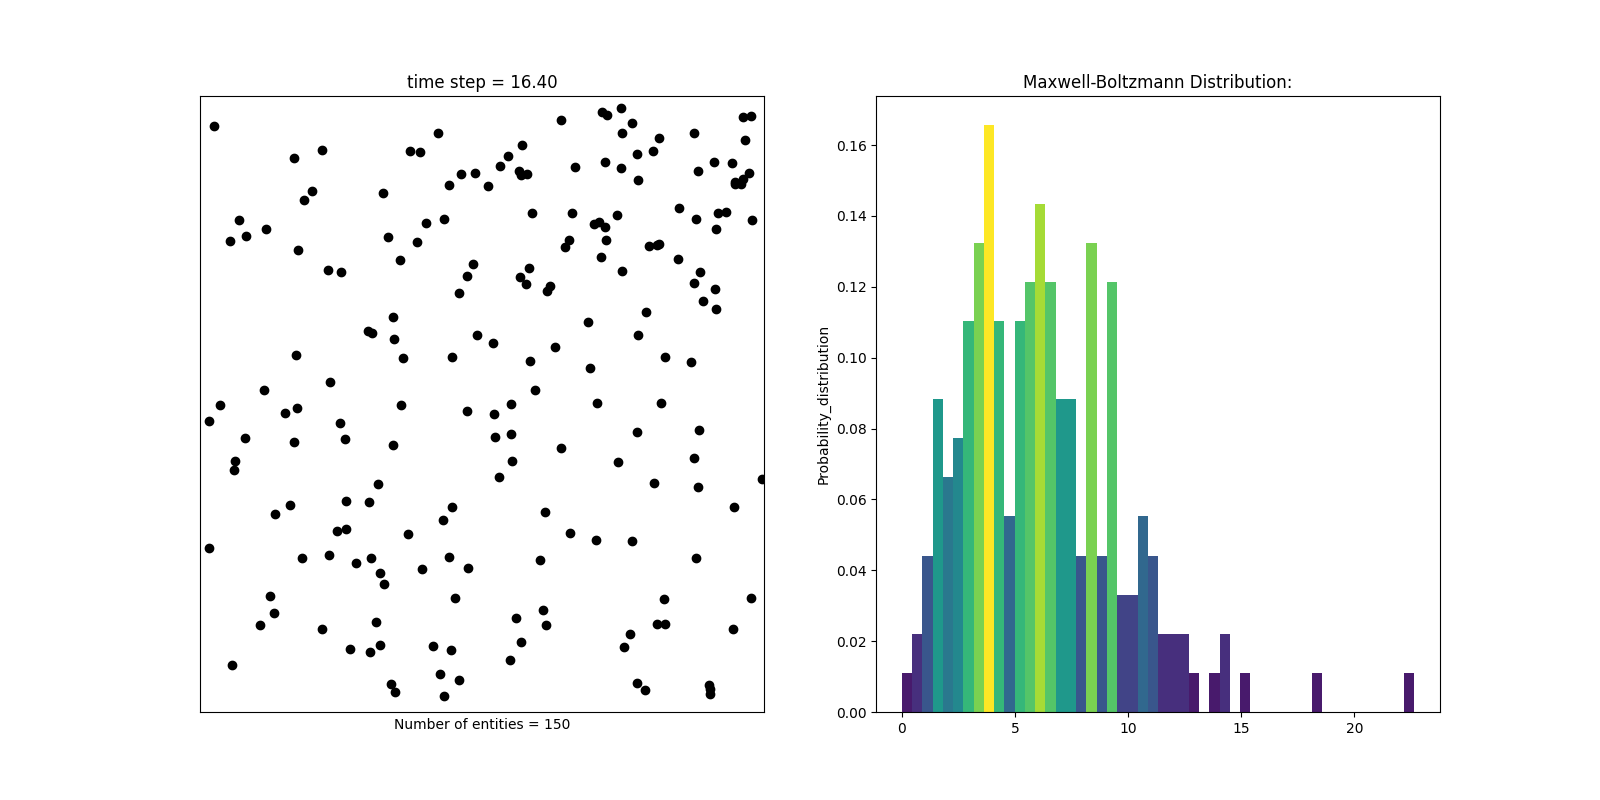 time step = 16.40
Number of entities = 150
Maxwell-Boltzmann Distribution:
Probability_distribution
0.16
0.14
0.12
0.10
0.08
0.06
0.04
0.02
0.00
0 5 10 15 20